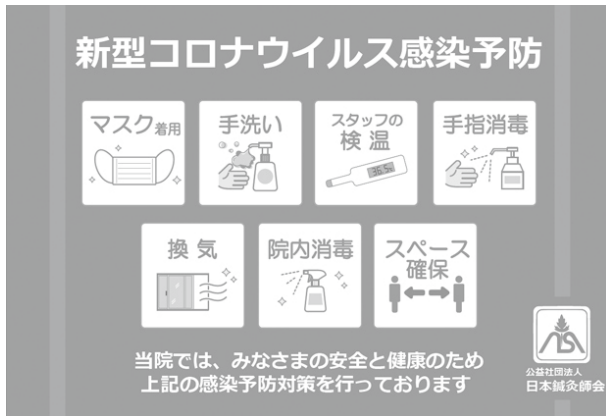 新型コロナウイルス感染予防
マスク着用
手洗い
スタッフの
検温
36.5℃
手指消毒
換気
院内消毒
スペース
確保
当院では、みなさまの安全と健康のため
上記の感染予防対策を行っております
公益社団法人
日本鍼灸師会